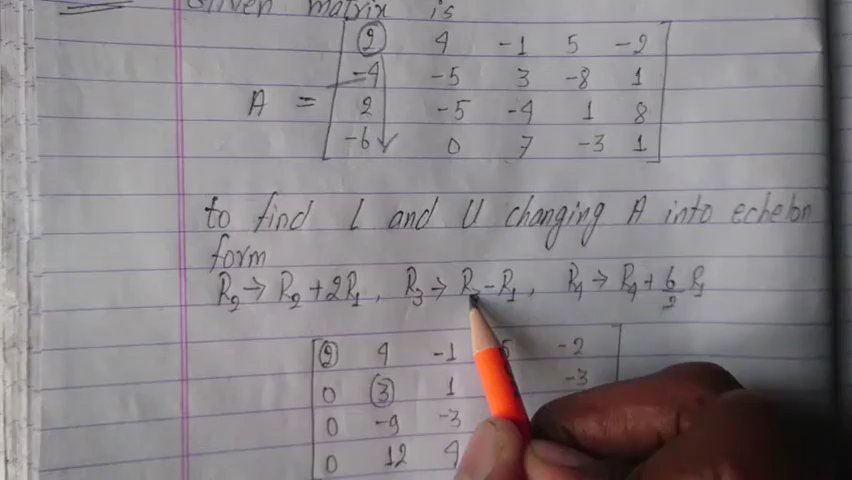 Given matrix is
A = [ 2 4 -1 5 -2
-4 -5 3 -8 1
2 -5 -4 1 8
-6 0 7 -3 1 ]
to find L and U changing A into echelon
form
R₂ → R₂ + 2R₁, R₃ → R₃ - R₁, R₄ → R₄ + 6/2 R₁
[ 2 4 -1 5 -2
0 3 1 -3
0 -9 -3
0 12 4